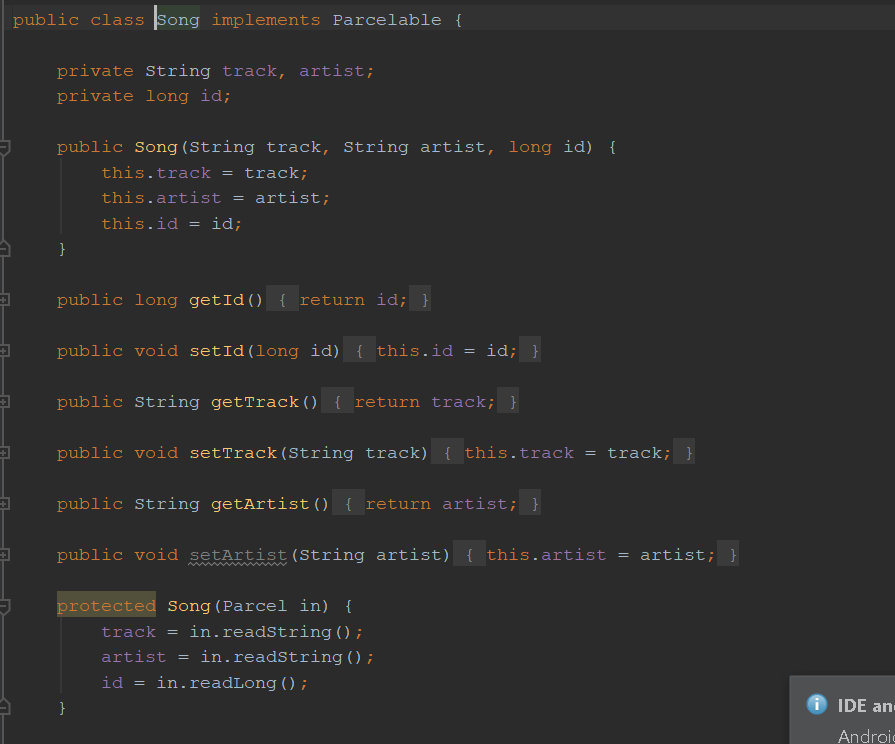 public class Song implements Parcelable {
private String track, artist;
private long id;
public Song(String track, String artist, long id) {
this.track = track;
this.artist = artist;
this.id = id;
}
public long getId() { return id; }
public void setId(long id) { this.id = id; }
public String getTrack() { return track; }
public void setTrack(String track) { this.track = track; }
public String getArtist() { return artist; }
public void setArtist(String artist) { this.artist = artist; }
protected Song(Parcel in) {
track = in.readString();
artist = in.readString();
id = in.readLong();
}
IDE